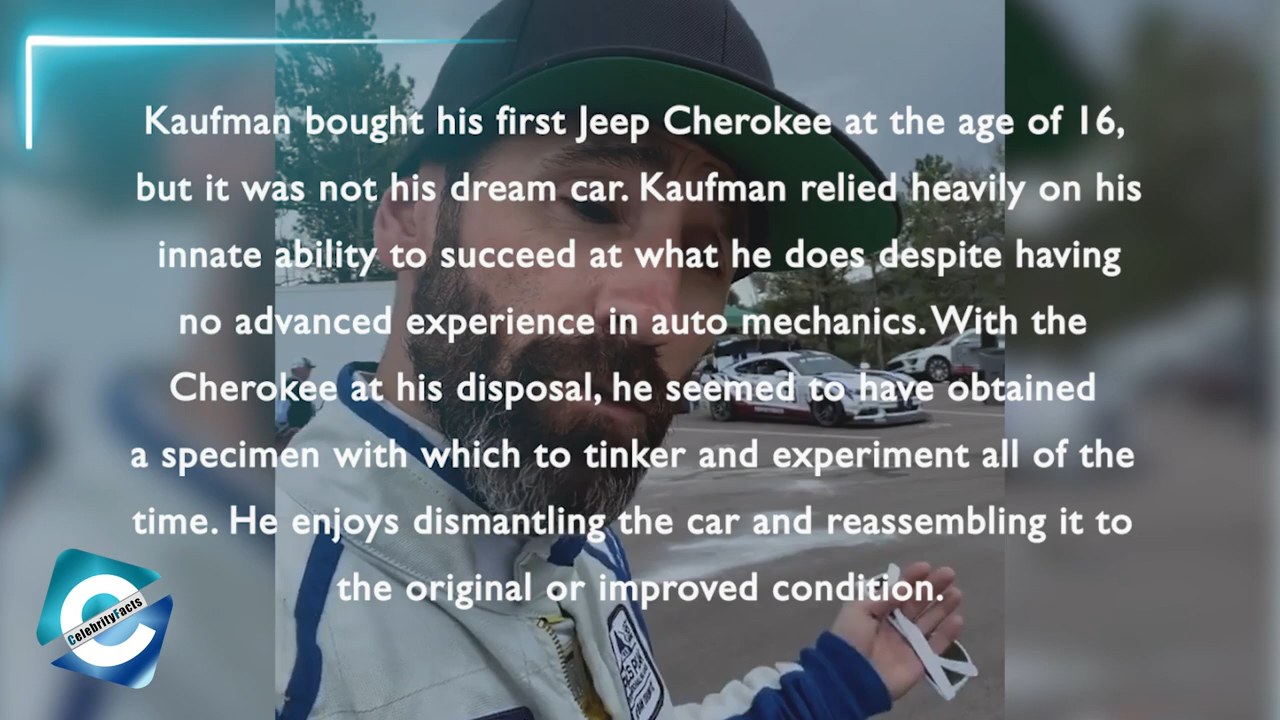 Kaufman bought his first Jeep Cherokee at the age of 16,
but it was not his dream car. Kaufman relied heavily on his
innate ability to succeed at what he does despite having
no advanced experience in auto mechanics. With the
Cherokee at his disposal, he seemed to have obtained
a specimen with which to tinker and experiment all of the
time. He enjoys dismantling the car and reassembling it to
the original or improved condition.
CelebrityFacts